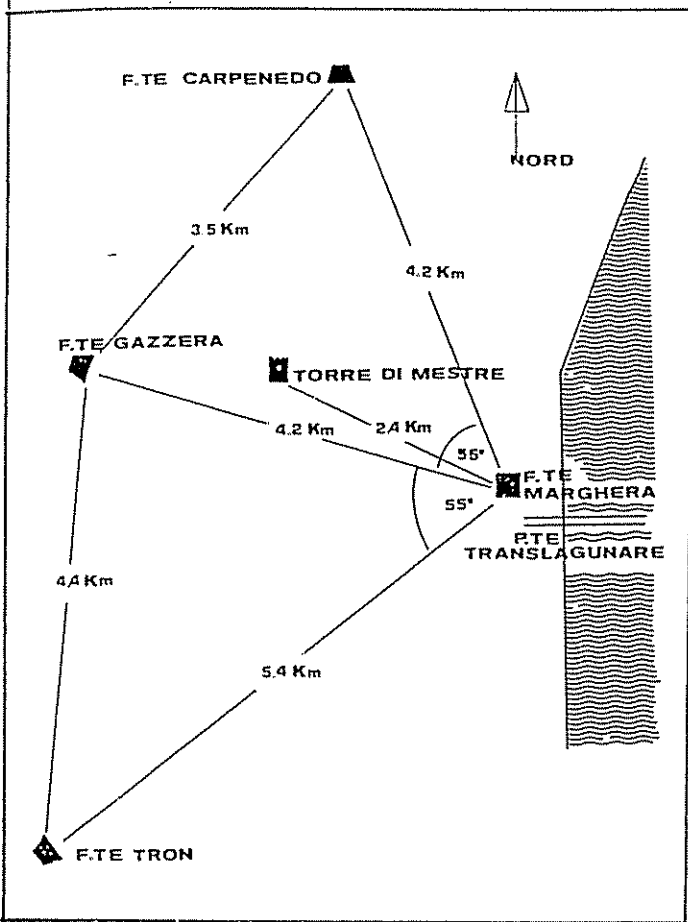 F.TE CARPENEDO
NORD
3.5 Km
4.2 Km
F.TE GAZZERA
TORRE DI MESTRE
4.2 Km
2,4 Km
55°
F.TE
MARGHERA
55°
P.TE
TRANSLAGUNARE
4,4 Km
5.4 Km
F.TE TRON